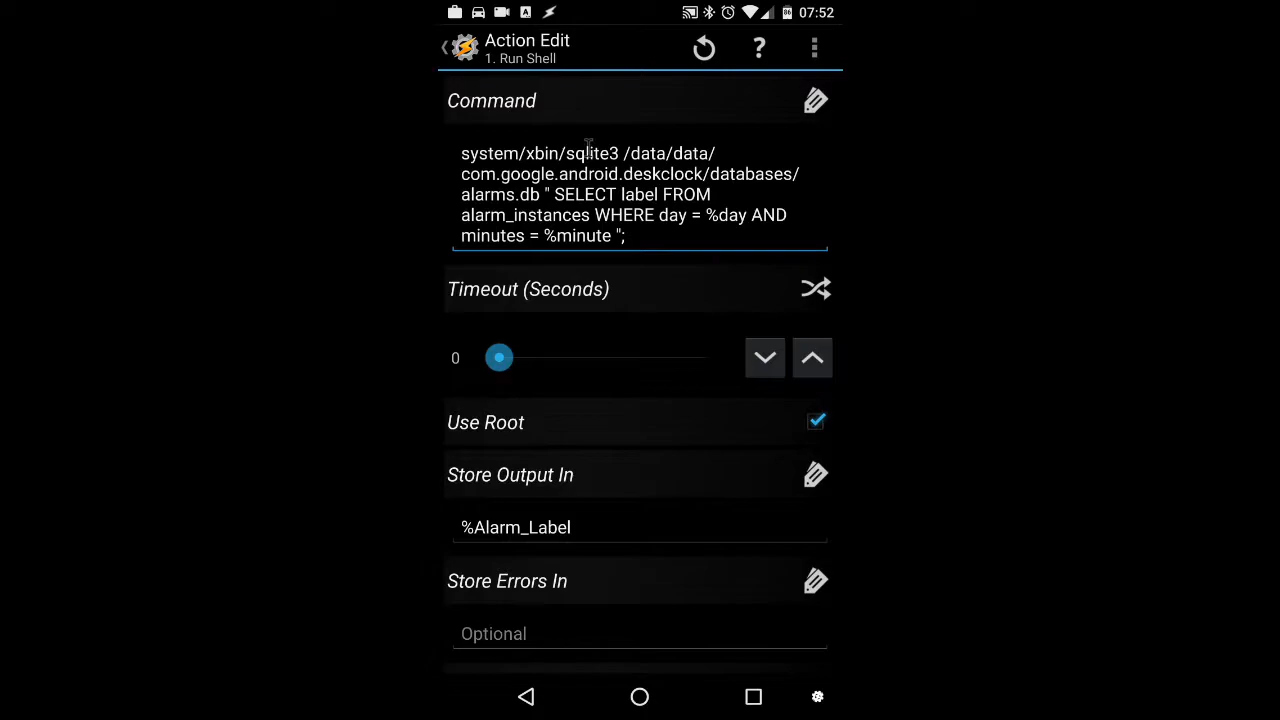 A
86
07:52
Action Edit
1. Run Shell
?
Command
system/xbin/sqlite3 /data/data/
com.google.android.deskclock/databases/
alarms.db " SELECT label FROM
alarm_instances WHERE day = %day AND
minutes = %minute ";
Timeout (Seconds)
0
Use Root
Store Output In
%Alarm_Label
Store Errors In
Optional